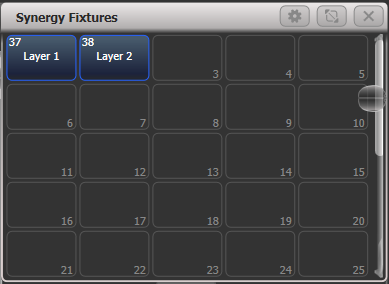 Synergy Fixtures
37 38
Layer 1 Layer 2
3 4 5
6 7 8 9 10
11 12 13 14 15
16 17 18 19 20
21 22 23 24 25